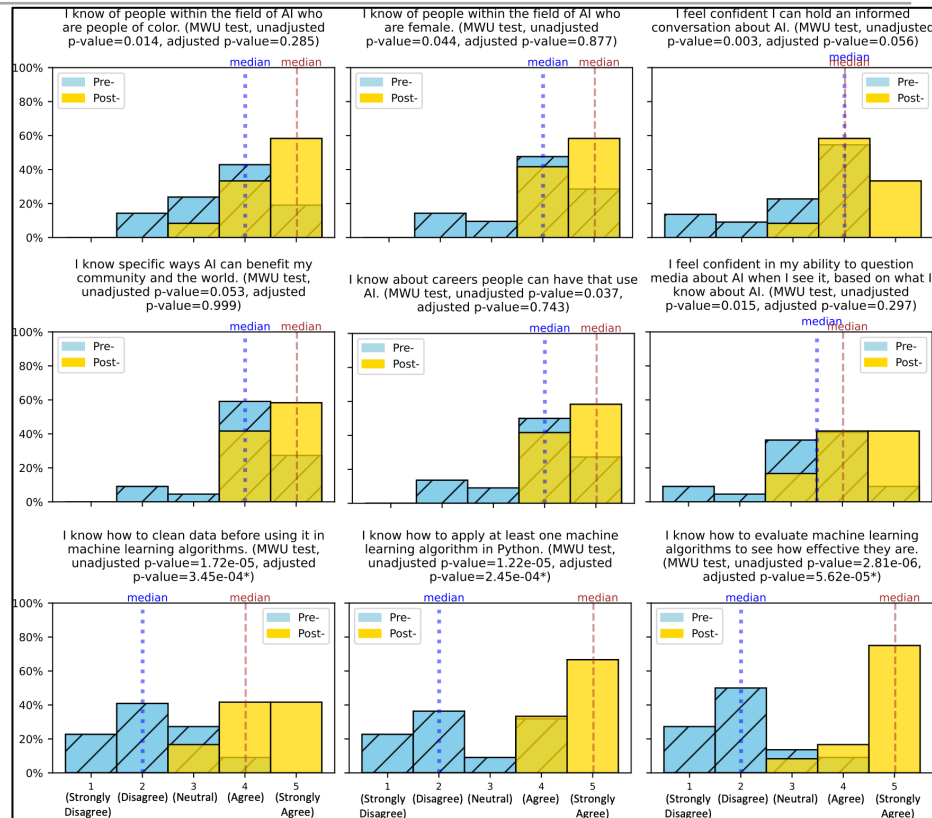 I know of people within the field of AI who
are people of color. (MWU test, unadjusted
p-value=0.014, adjusted p-value=0.285)
I know of people within the field of AI who
are female. (MWU test, unadjusted
p-value=0.044, adjusted p-value=0.877)
I feel confident I can hold an informed
conversation about AI. (MWU test, unadjusted
p-value=0.003, adjusted p-value=0.056)
median
median
median
median
median
median
100%
80%
60%
40%
20%
0%
Pre-
Post-
Pre-
Post-
Pre-
Post-
I know specific ways AI can benefit my
community and the world. (MWU test,
unadjusted p-value=0.053, adjusted
p-value=0.999)
I know about careers people can have that use
AI. (MWU test, unadjusted p-value=0.037,
adjusted p-value=0.743)
I feel confident in my ability to question
media about AI when I see it, based on what I
know about AI. (MWU test, unadjusted
p-value=0.015, adjusted p-value=0.297)
median
median
median
median
median
median
100%
80%
60%
40%
20%
0%
Pre-
Post-
Pre-
Post-
Pre-
Post-
I know how to clean data before using it in
machine learning algorithms. (MWU test,
unadjusted p-value=1.72e-05, adjusted
p-value=3.45e-04*)
I know how to apply at least one machine
learning algorithm in Python. (MWU test,
unadjusted p-value=1.22e-05, adjusted
p-value=2.45e-04*)
I know how to evaluate machine learning
algorithms to see how effective they are.
(MWU test, unadjusted p-value=2.81e-06,
adjusted p-value=5.62e-05*)
median
median
median
median
median
median
100%
80%
60%
40%
20%
0%
Pre-
Post-
Pre-
Post-
Pre-
Post-
1 2 3 4 5
(Strongly (Disagree) (Neutral) (Agree) (Strongly
Disagree) Agree)
1 2 3 4 5
(Strongly (Disagree) (Neutral) (Agree) (Strongly
Disagree) Agree)
1 2 3 4 5
(Strongly (Disagree) (Neutral) (Agree) (Strongly
Disagree) Agree)